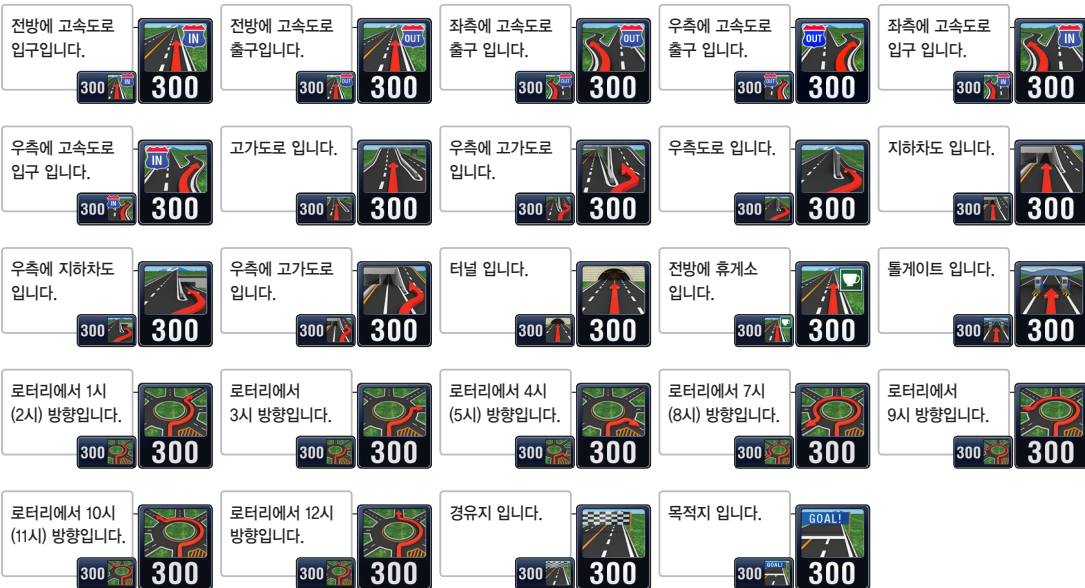 전방에 고속도로
입구입니다.
IN
300
300
전방에 고속도로
출구입니다.
OUT
300
300
좌측에 고속도로
출구 입니다.
OUT
300
300
우측에 고속도로
출구 입니다.
OUT
300
300
좌측에 고속도로
입구 입니다.
IN
300
300
우측에 고속도로
입구 입니다.
IN
300
300
고가도로 입니다.
300
300
우측에 고가도로
입니다.
300
300
우측도로 입니다.
300
300
지하차도 입니다.
300
300
우측에 지하차도
입니다.
300
300
우측에 고가도로
입니다.
300
300
터널 입니다.
300
300
전방에 휴게소
입니다.
300
300
톨게이트 입니다.
300
300
로터리에서 1시
(2시) 방향입니다.
300
300
로터리에서
3시 방향입니다.
300
300
로터리에서 4시
(5시) 방향입니다.
300
300
로터리에서 7시
(8시) 방향입니다.
300
300
로터리에서
9시 방향입니다.
300
300
로터리에서 10시
(11시) 방향입니다.
300
300
로터리에서 12시
방향입니다.
300
300
경유지 입니다.
300
300
목적지 입니다.
GOAL!
300
GOAL!
300